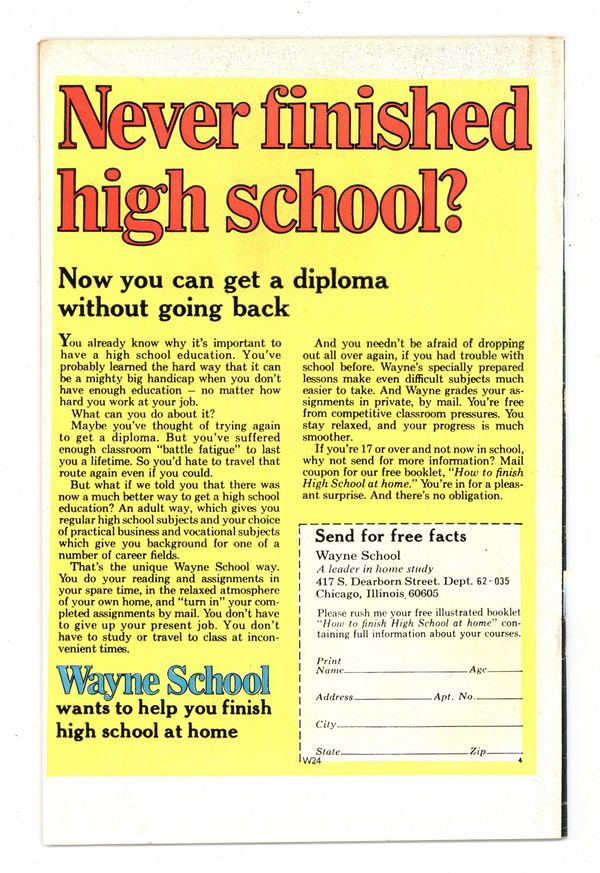 Never finished
high school?
Now you can get a diploma
without going back
You already know why it's important to
have a high school education. You've
probably learned the hard way that it can
be a mighty big handicap when you don't
have enough education — no matter how
hard you work at your job.
What can you do about it?
Maybe you've thought of trying again
to get a diploma. But you've suffered
enough classroom "battle fatigue" to last
you a lifetime. So you'd hate to travel that
route again even if you could.
But what if we told you that there was
now a much better way to get a high school
education? An adult way, which gives you
regular high school subjects and your choice
of practical business and vocational subjects
which give you background for one of a
number of career fields.
That's the unique Wayne School way.
You do your reading and assignments in
your spare time, in the relaxed atmosphere
of your own home, and "turn in" your com-
pleted assignments by mail. You don't have
to give up your present job. You don't
have to study or travel to class at incon-
venient times.
Wayne School
wants to help you finish
high school at home
And you needn't be afraid of dropping
out all over again, if you had trouble with
school before. Wayne's specially prepared
lessons make even difficult subjects much
easier to take. And Wayne grades your as-
signments in private, by mail. You're free
from competitive classroom pressures. You
stay relaxed, and your progress is much
smoother.
If you're 17 or over and not now in school,
why not send for more information? Mail
coupon for our free booklet, "How to finish
High School at home." You're in for a pleas-
ant surprise. And there's no obligation.
Send for free facts
Wayne School
A leader in home study
417 S. Dearborn Street. Dept. 62-035
Chicago, Illinois 60605
Please rush me your free illustrated booklet
"How to finish High School at home" con-
taining full information about your courses.
Print
Name Age
Address Apt. No.
City
State Zip
W24 4